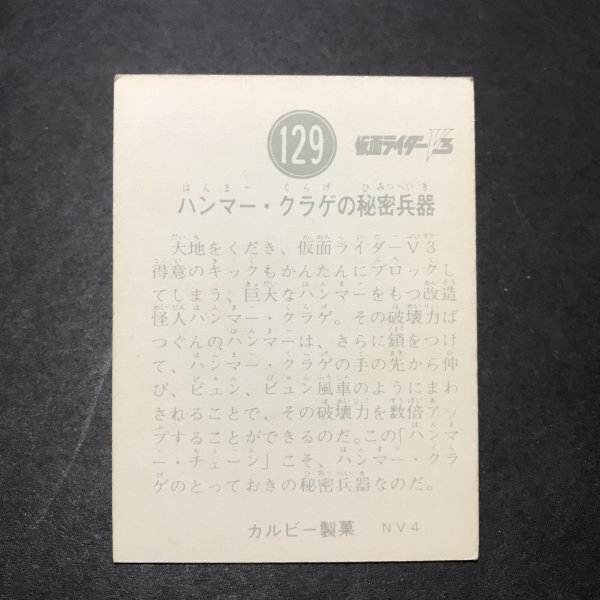 129 仮面ライダーV3
ハンマー・クラゲの秘密兵器
大地をくだき、仮面ライダーV3
得意のキックもかんたんにブロックし
てしまう、巨大なハンマーをもつ改造
怪人ハンマー・クラゲ。その破壊力ば
つぐんのハンマーは、さらに鎖をつけ
て、ハンマー・クラゲの手の先から伸
び、ビュン、ビュン風車のようにまわ
されることで、その破壊力を数倍アッ
プすることができるのだ。この「ハンマ
ー・チェーン」こそ、ハンマー・クラ
ゲのとっておきの秘密兵器なのだ。
カルビー製菓 NV4